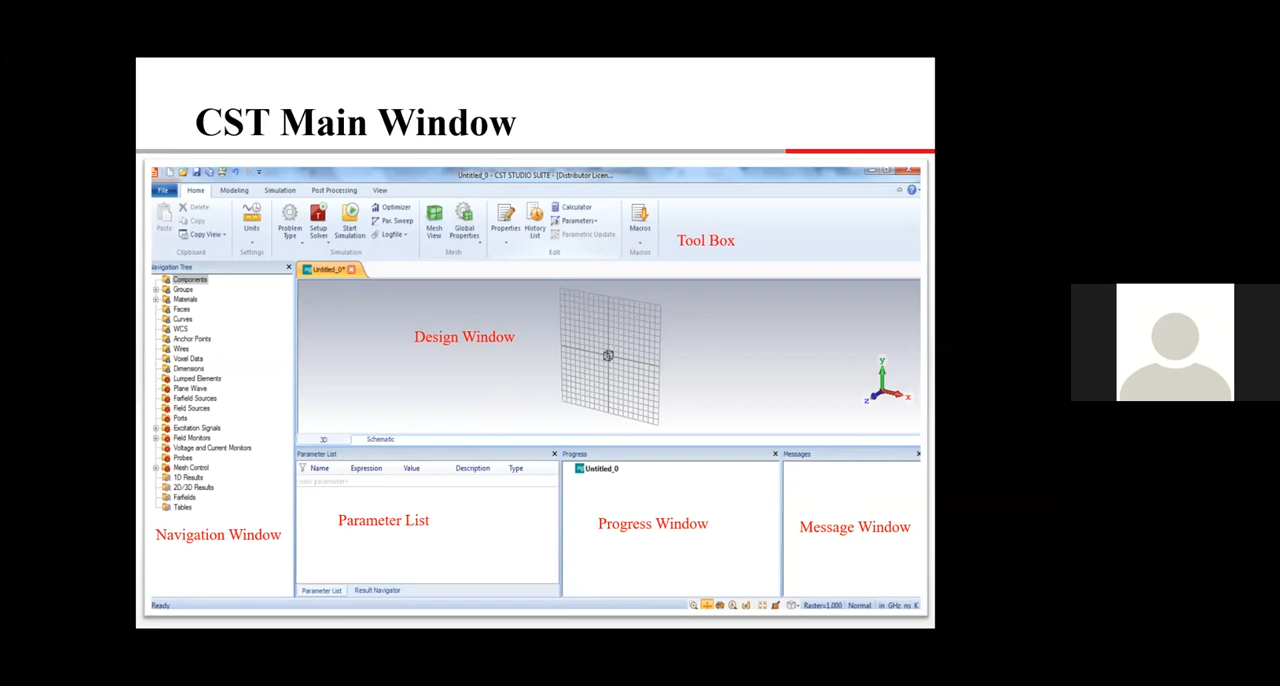 CST Main Window
Untitled_0 - CST STUDIO SUITE - [Distributor Licen...
File Home Modeling Simulation Post Processing View
Paste
Delete
Copy
Copy View
Clipboard
Units
Settings
Problem Type
Setup Solver
Start Simulation
Optimizer
Par. Sweep
Logfile
Simulation
Mesh View
Global Properties
Mesh
Properties
History List
Calculator
Parameters
Parametric Update
Edit
Macros
Macros
Tool Box
Navigation Tree
Components
Groups
Materials
Faces
Curves
WCS
Anchor Points
Wires
Voxel Data
Dimensions
Lumped Elements
Plane Wave
Farfield Sources
Field Sources
Ports
Excitation Signals
Field Monitors
Voltage and Current Monitors
Probes
Mesh Control
1D Results
2D/3D Results
Farfields
Tables
Navigation Window
Untitled_0*
Design Window
y
z
x
3D Schematic
Parameter List
Name Expression Value Description Type
<new parameter>
Parameter List
Parameter List Result Navigator
Progress
Untitled_0
Progress Window
Messages
Message Window
Ready
Raster=1.000 Normal in GHz ns K